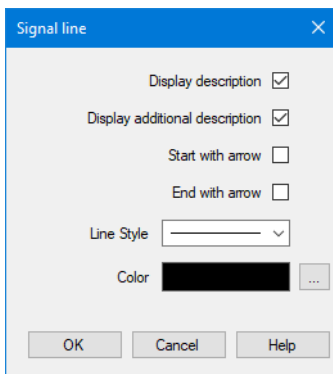 Signal line
Display description
Display additional description
Start with arrow
End with arrow
Line Style
Color
...
OK Cancel Help